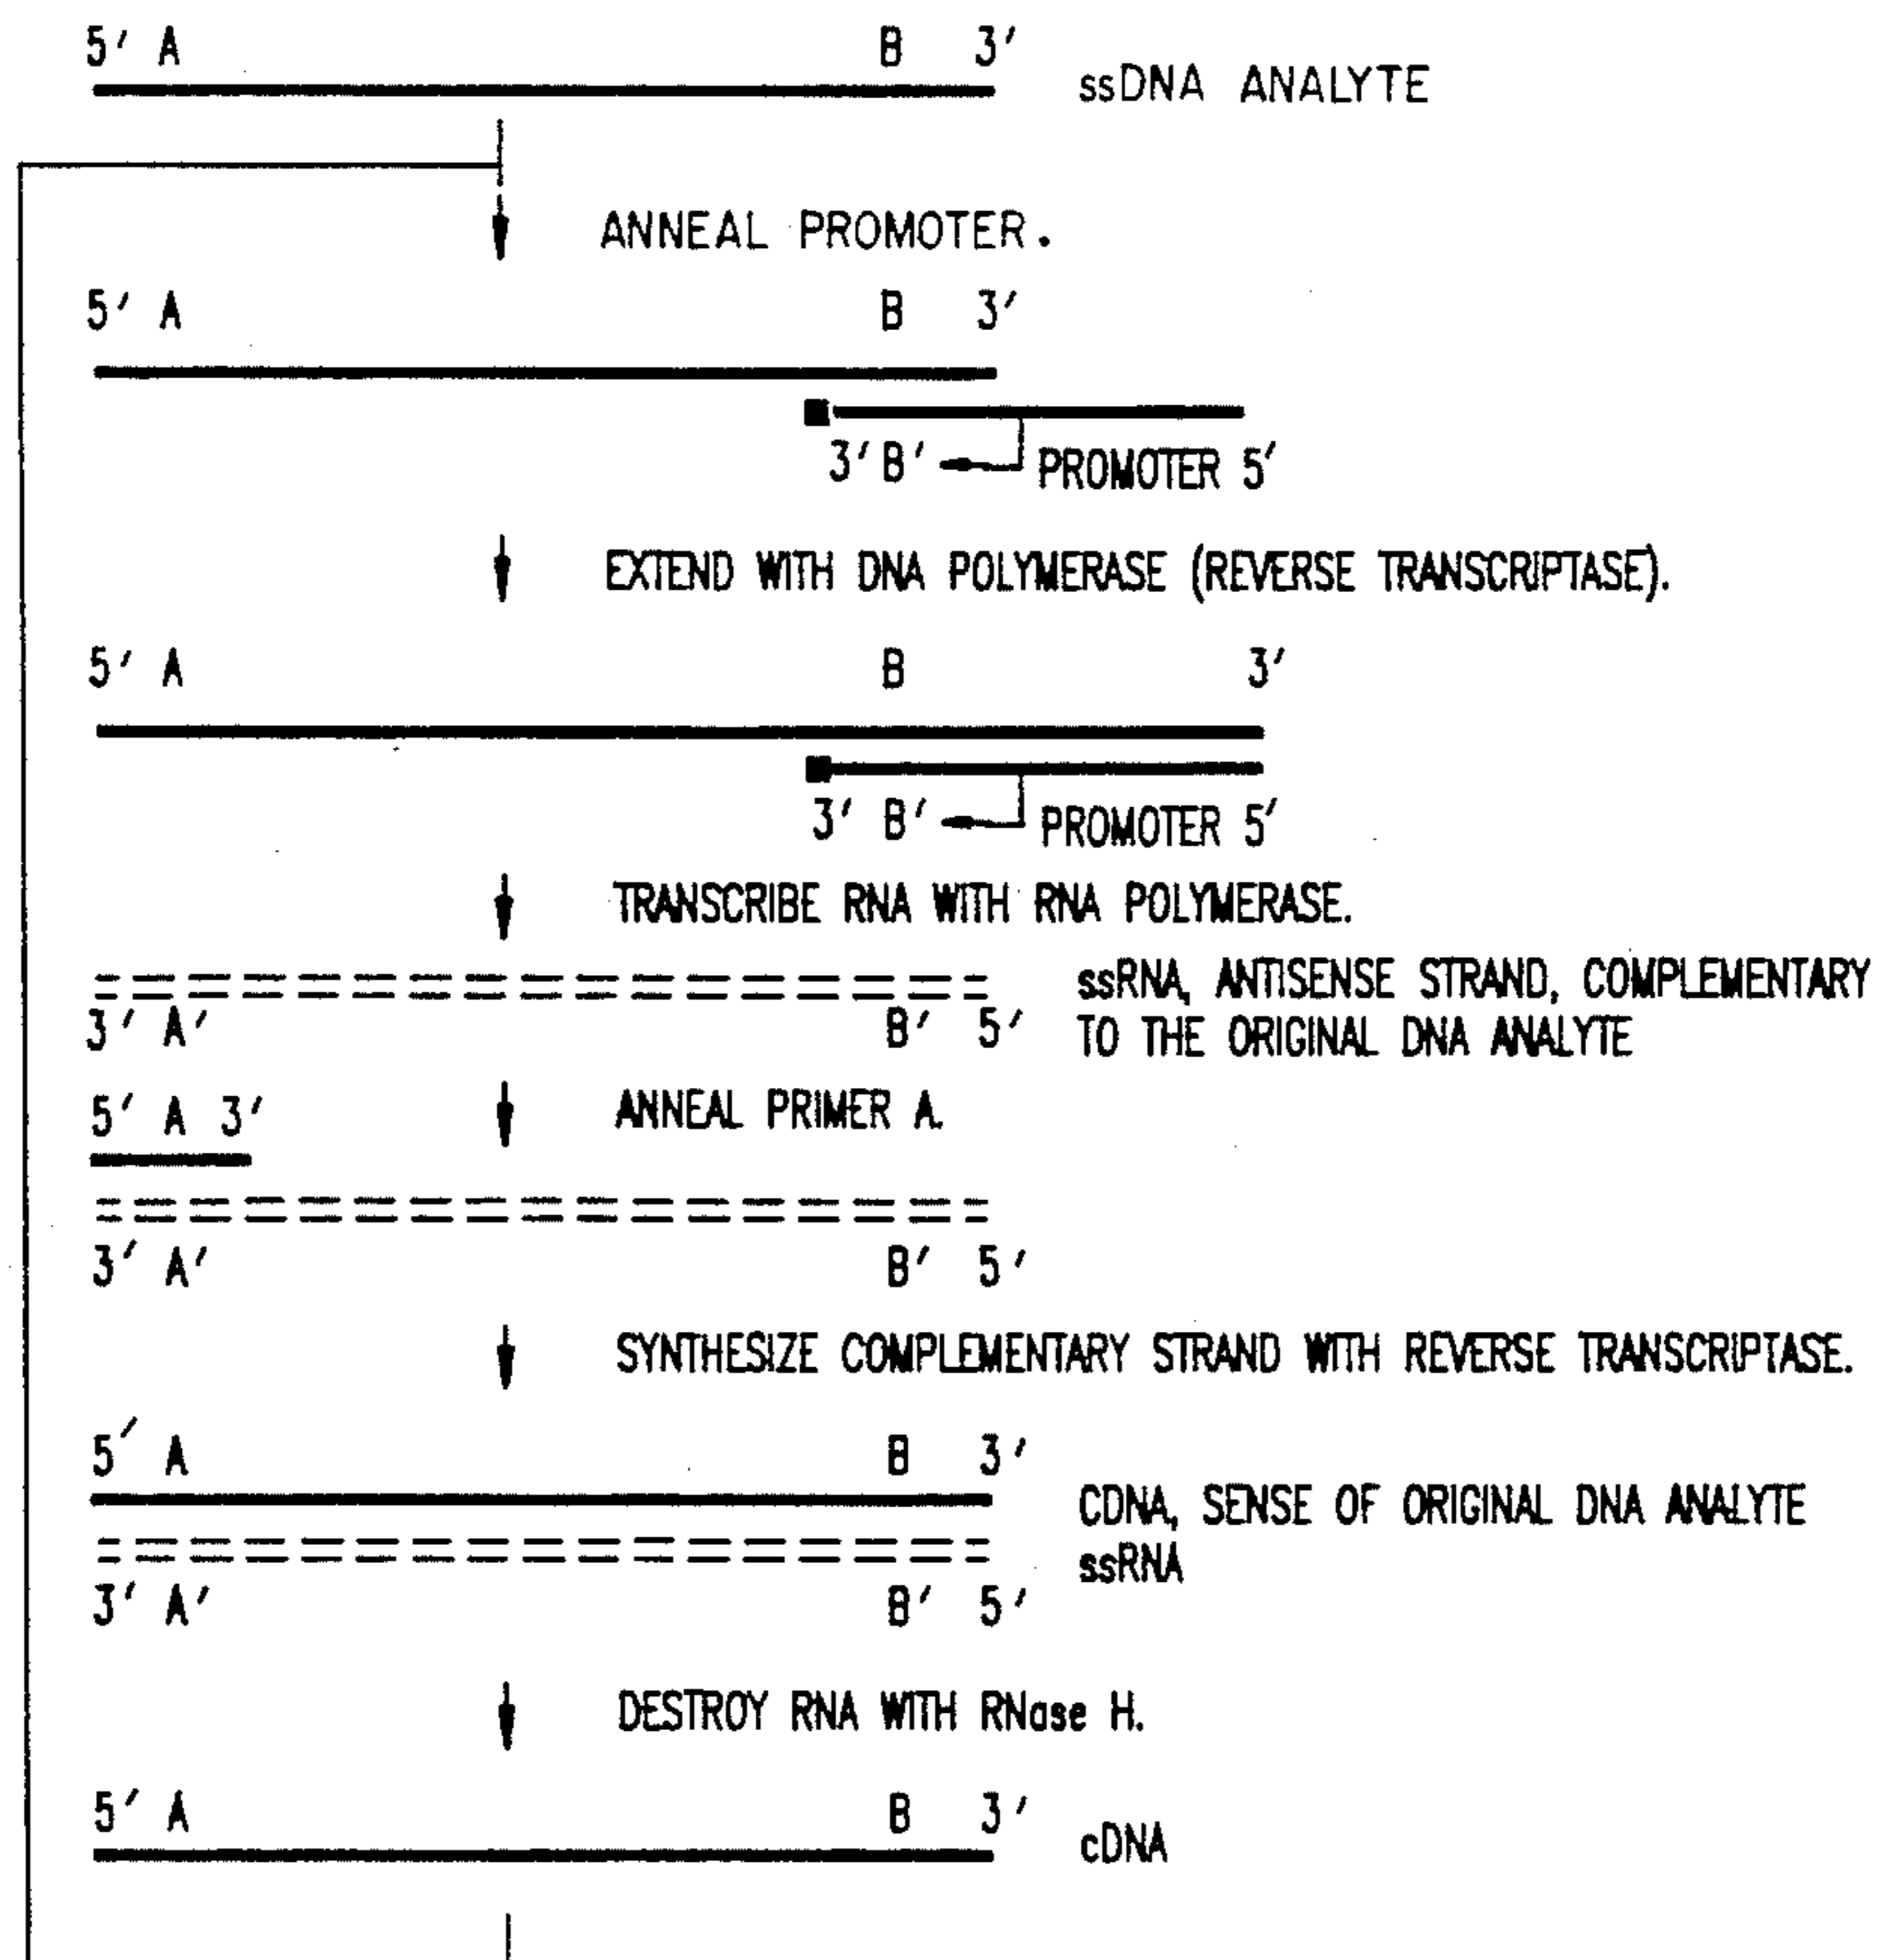 5' A B 3' ssDNA ANALYTE
ANNEAL PROMOTER.
5' A B 3'
3' B' PROMOTER 5'
EXTEND WITH DNA POLYMERASE (REVERSE TRANSCRIPTASE).
5' A B 3'
3' B' PROMOTER 5'
TRANSCRIBE RNA WITH RNA POLYMERASE.
ssRNA, ANTISENSE STRAND, COMPLEMENTARY
3' A' B' 5' TO THE ORIGINAL DNA ANALYTE
5' A 3' ANNEAL PRIMER A.
3' A' B' 5'
SYNTHESIZE COMPLEMENTARY STRAND WITH REVERSE TRANSCRIPTASE.
5' A B 3'
CDNA, SENSE OF ORIGINAL DNA ANALYTE
ssRNA
3' A' B' 5'
DESTROY RNA WITH RNase H.
5' A B 3'
cDNA